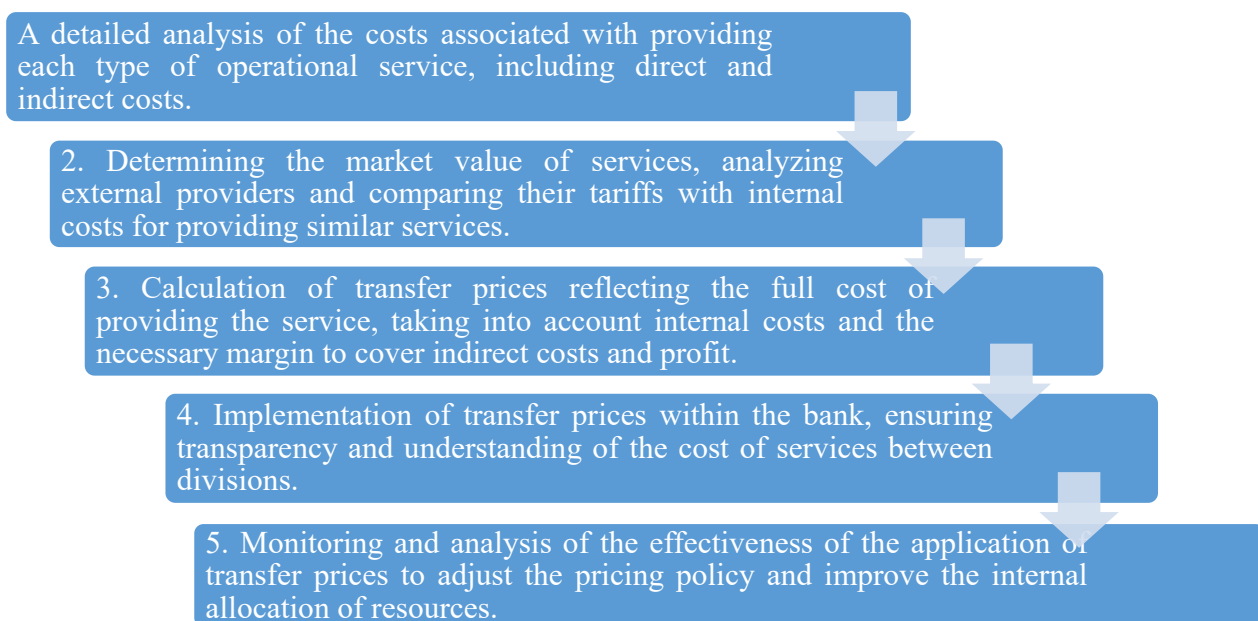 A detailed analysis of the costs associated with providing
each type of operational service, including direct and
indirect costs.
2. Determining the market value of services, analyzing
external providers and comparing their tariffs with internal
costs for providing similar services.
3. Calculation of transfer prices reflecting the full cost of
providing the service, taking into account internal costs and the
necessary margin to cover indirect costs and profit.
4. Implementation of transfer prices within the bank, ensuring
transparency and understanding of the cost of services between
divisions.
5. Monitoring and analysis of the effectiveness of the application of
transfer prices to adjust the pricing policy and improve the internal
allocation of resources.